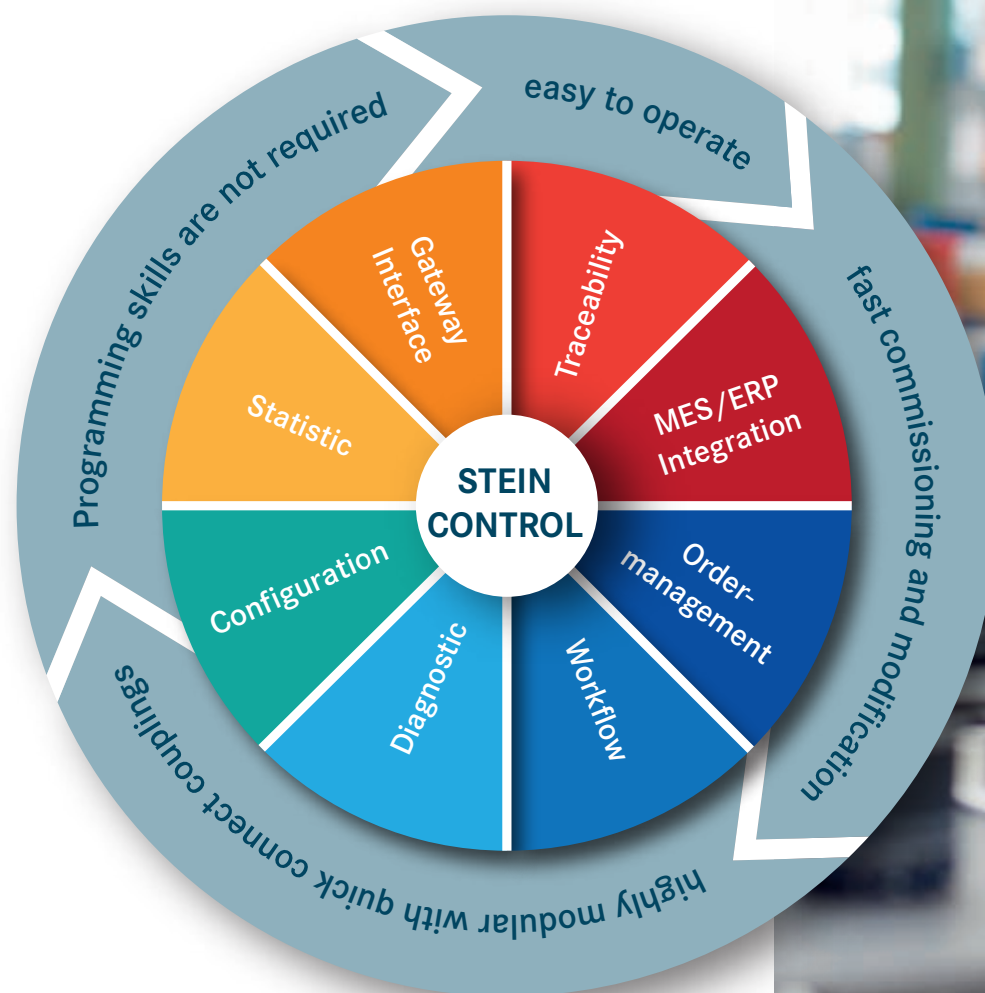 Programming skills are not required
easy to operate
fast commissioning and modification
highly modular with quick connect couplings
Gateway
Interface
Traceability
MES/ERP
Integration
Order-
management
Workflow
Diagnostic
Configuration
Statistic
STEIN
CONTROL